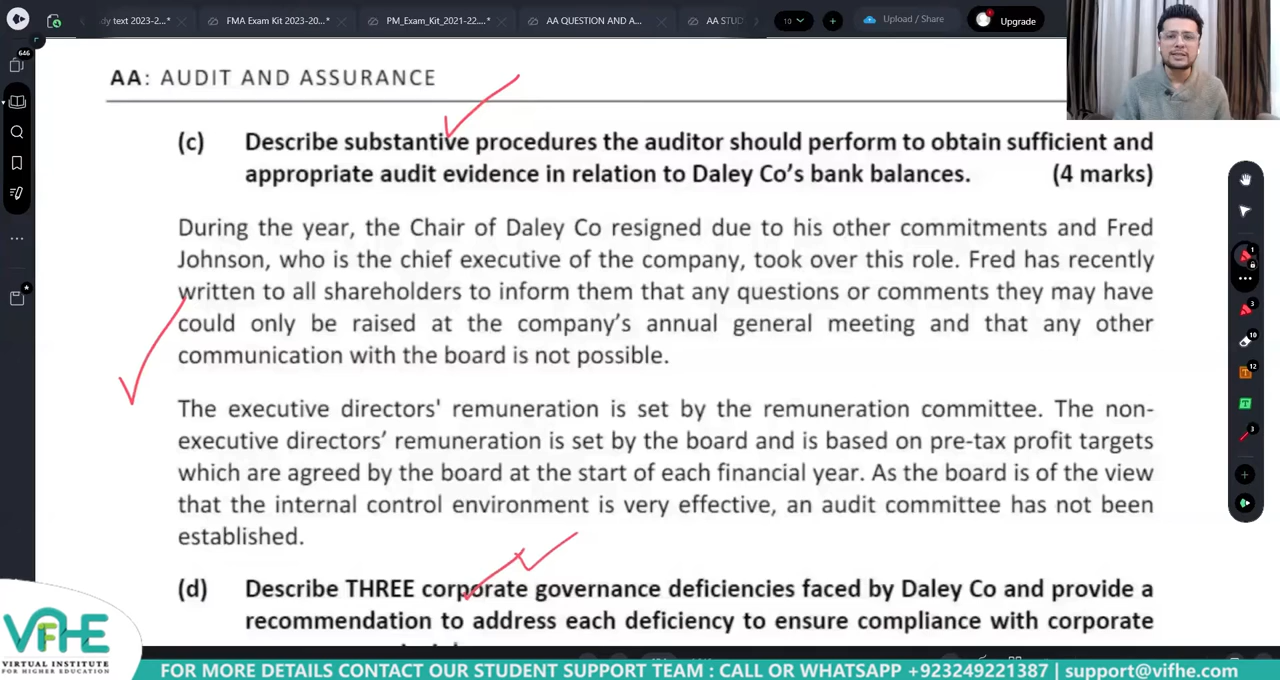 dy text 2023-2...*
FMA Exam Kit 2023-20...*
PM_Exam_Kit_2021-22....*
AA QUESTION AND A...
AA STUD
10
Upload / Share
1
Upgrade
646
AA: AUDIT AND ASSURANCE
(c) Describe substantive procedures the auditor should perform to obtain sufficient and
appropriate audit evidence in relation to Daley Co's bank balances. (4 marks)
During the year, the Chair of Daley Co resigned due to his other commitments and Fred
Johnson, who is the chief executive of the company, took over this role. Fred has recently
written to all shareholders to inform them that any questions or comments they may have
could only be raised at the company's annual general meeting and that any other
communication with the board is not possible.
The executive directors' remuneration is set by the remuneration committee. The non-
executive directors' remuneration is set by the board and is based on pre-tax profit targets
which are agreed by the board at the start of each financial year. As the board is of the view
that the internal control environment is very effective, an audit committee has not been
established.
(d) Describe THREE corporate governance deficiencies faced by Daley Co and provide a
recommendation to address each deficiency to ensure compliance with corporate
1
3
10
12
T
3
VIFHE
VIRTUAL INSTITUTE
FOR HIGHER EDUCATION
FOR MORE DETAILS CONTACT OUR STUDENT SUPPORT TEAM : CALL OR WHATSAPP +923249221387 | support@vifhe.com